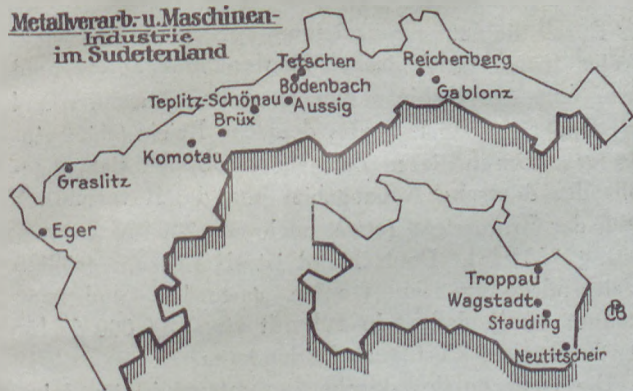 Metallverarb.- u. Maschinen-
Industrie
im Sudetenland
Tetschen
Bodenbach
Aussig
Teplitz-Schönau
Brüx
Komotau
Graslitz
Eger
Reichenberg
Gablonz
Troppau
Wagstadt
Stauding
Neutitschein